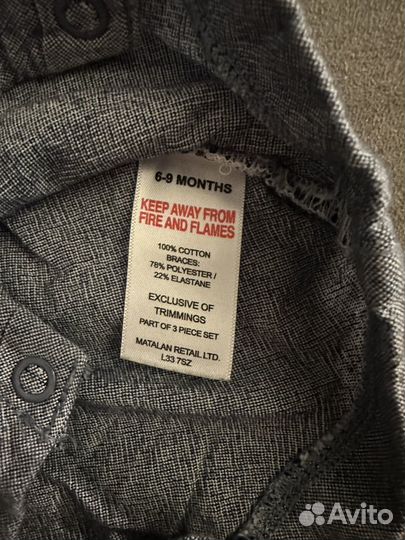 6-9 MONTHS
KEEP AWAY FROM
FIRE AND FLAMES
100% COTTON
BRACES:
78% POLYESTER /
22% ELASTANE
EXCLUSIVE OF
TRIMMINGS
PART OF 3 PIECE SET
MATALAN RETAIL LTD.
L33 7SZ
Avito